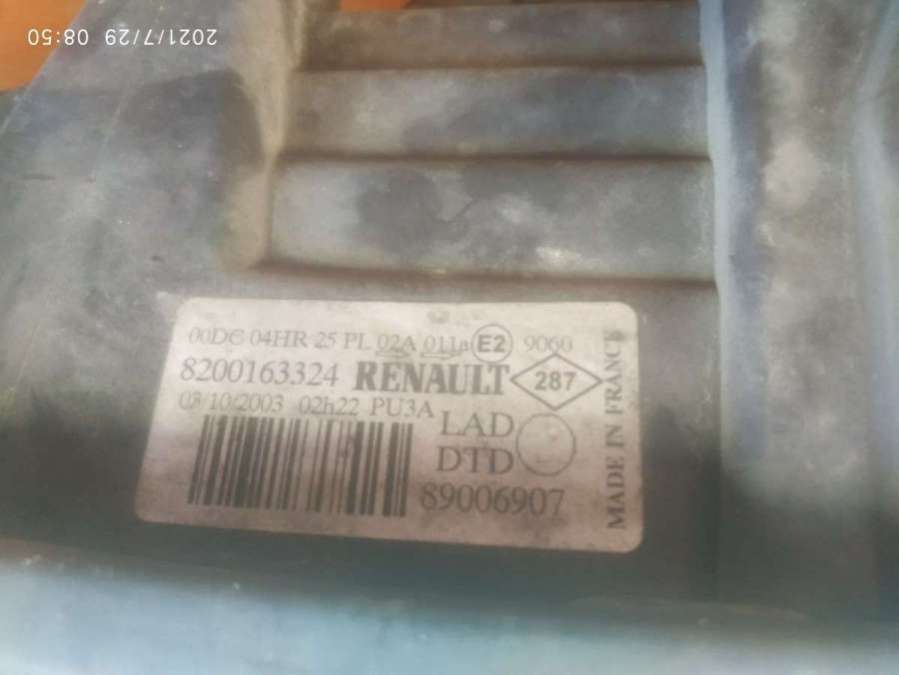 2021/7/29 08:50
00DC 04HR 25 PL 02A 011a E2 9060
8200163324 RENAULT 287
03/10/2003 02h22 PU3A
LAD
DTD
89006907
MADE IN FRANCE